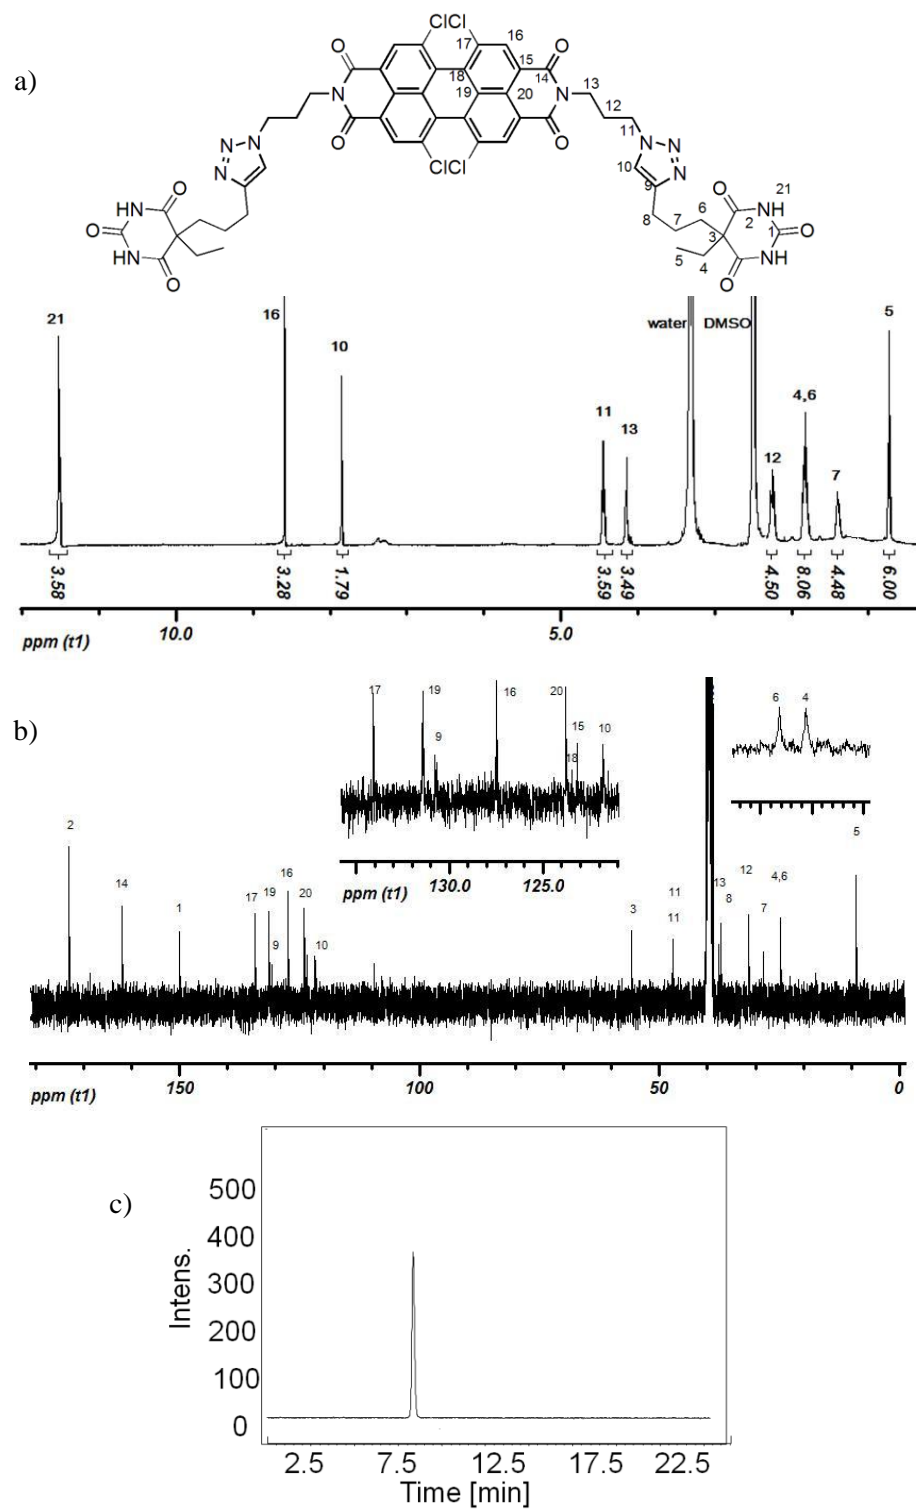 a)
ClCl
17
16
O
O
15
14
13
18
12
N
N
19
20
11
O
O
N
N
N
N
10
N
N
ClCl
9
O
O
21
6
HN
NH
8
7
2
O
3
1
O
HN
5
4
NH
O
O
21
16
10
water
DMSO
5
11
13
4,6
12
7
3.58
3.28
1.79
3.59
3.49
4.50
8.06
4.48
6.00
10.0
5.0
ppm (t1)
b)
17
19
9
16
20
18
15
10
6
4
130.0
125.0
ppm (t1)
2
14
1
17
19
9
16
20
10
3
11
11
13
8
12
7
4,6
5
150
100
50
0
ppm (t1)
c)
500
400
300
200
100
0
Intens.
2.5 7.5 12.5 17.5 22.5
Time [min]